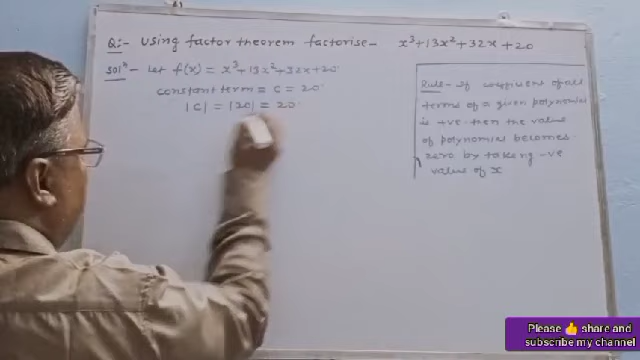 Q:- Using factor theorem factorise- x³+13x²+32x+20
Solⁿ- Let f(x) = x³+13x²+32x+20
constant term = c = 20
|c| = |20| = 20
Rule- If coefficient of all
terms of a given polynomial
is +ve then the value
of polynomial becomes
zero by taking -ve
value of x
Please 👍 share and
subscribe my channel